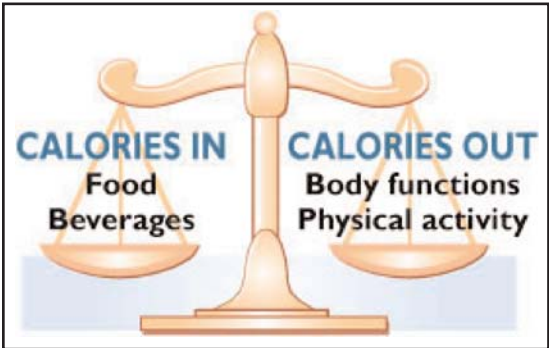 CALORIES IN
Food
Beverages
CALORIES OUT
Body functions
Physical activity